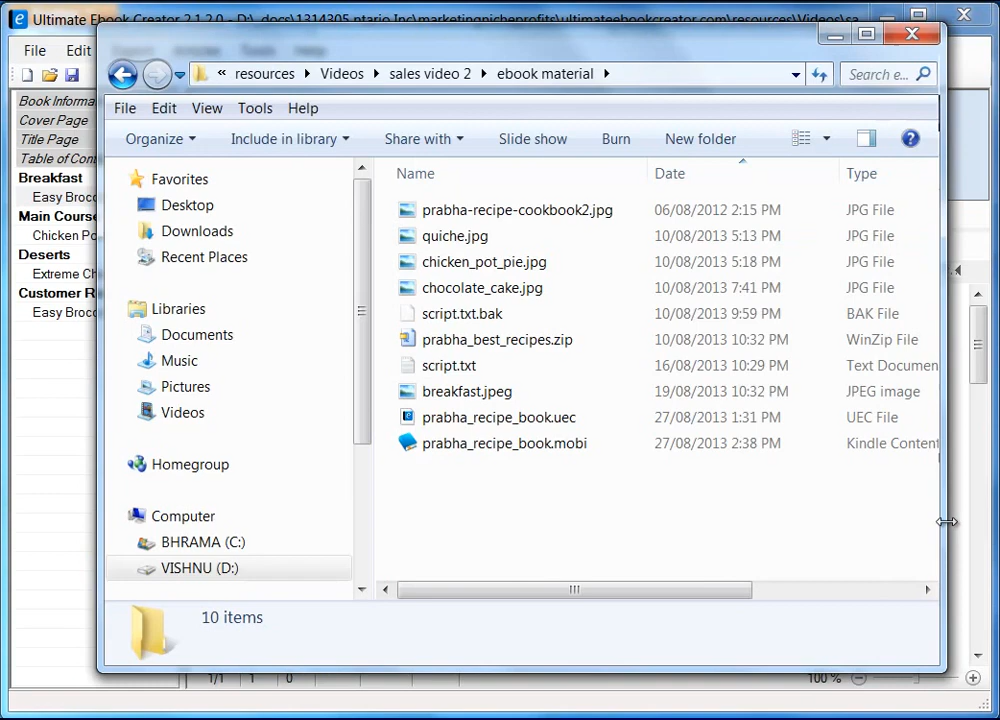 Ultimate Ebook Creator 2.1.2.0 - D:\_docs\1314305 ntario Inc\marketingnicheprofits\ultimateebookcreator.com\resources\Videos\sa
File Edit
« resources Videos sales video 2 ebook material Search e...
File Edit View Tools Help
Organize Include in library Share with Slide show Burn New folder
Book Informa
Cover Page
Title Page
Table of Cont
Breakfast
Easy Broco
Main Course
Chicken Po
Deserts
Extreme Ch
Customer R
Easy Broco
Favorites
Desktop
Downloads
Recent Places
Libraries
Documents
Music
Pictures
Videos
Homegroup
Computer
BHRAMA (C:)
VISHNU (D:)
Name Date Type
prabha-recipe-cookbook2.jpg 06/08/2012 2:15 PM JPG File
quiche.jpg 10/08/2013 5:13 PM JPG File
chicken_pot_pie.jpg 10/08/2013 5:18 PM JPG File
chocolate_cake.jpg 10/08/2013 7:41 PM JPG File
script.txt.bak 10/08/2013 9:59 PM BAK File
prabha_best_recipes.zip 10/08/2013 10:32 PM WinZip File
script.txt 16/08/2013 10:29 PM Text Documen
breakfast.jpeg 19/08/2013 10:32 PM JPEG image
prabha_recipe_book.uec 27/08/2013 1:31 PM UEC File
prabha_recipe_book.mobi 27/08/2013 2:38 PM Kindle Content
10 items
1/1 1 0 100 %